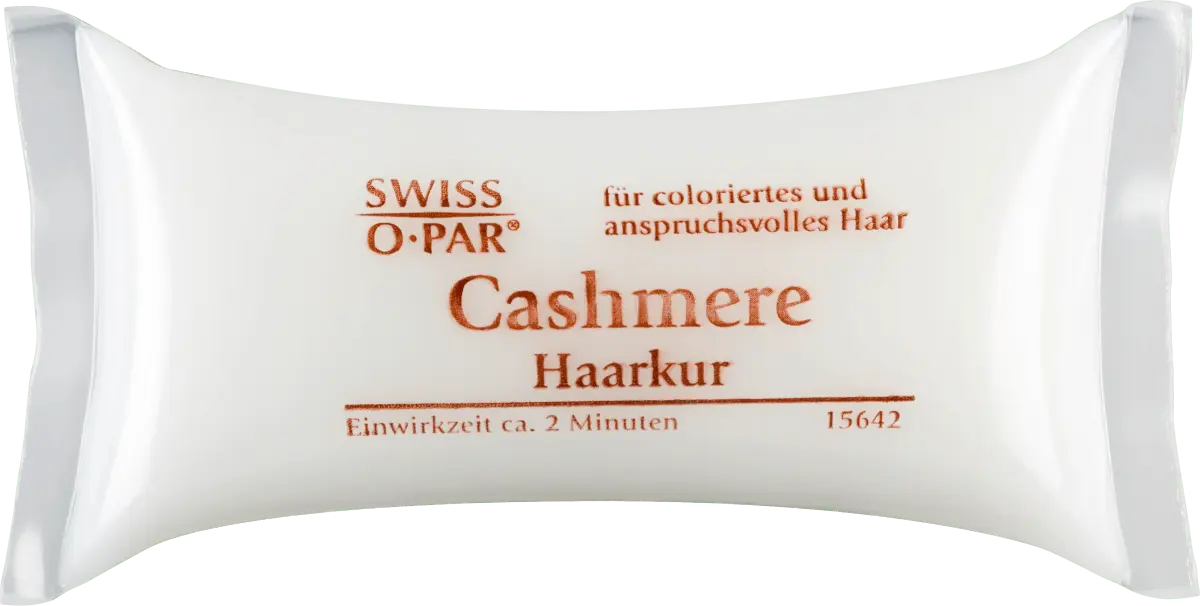 SWISS
O·PAR®
für coloriertes und
anspruchsvolles Haar
Cashmere
Haarkur
Einwirkzeit ca. 2 Minuten 15642